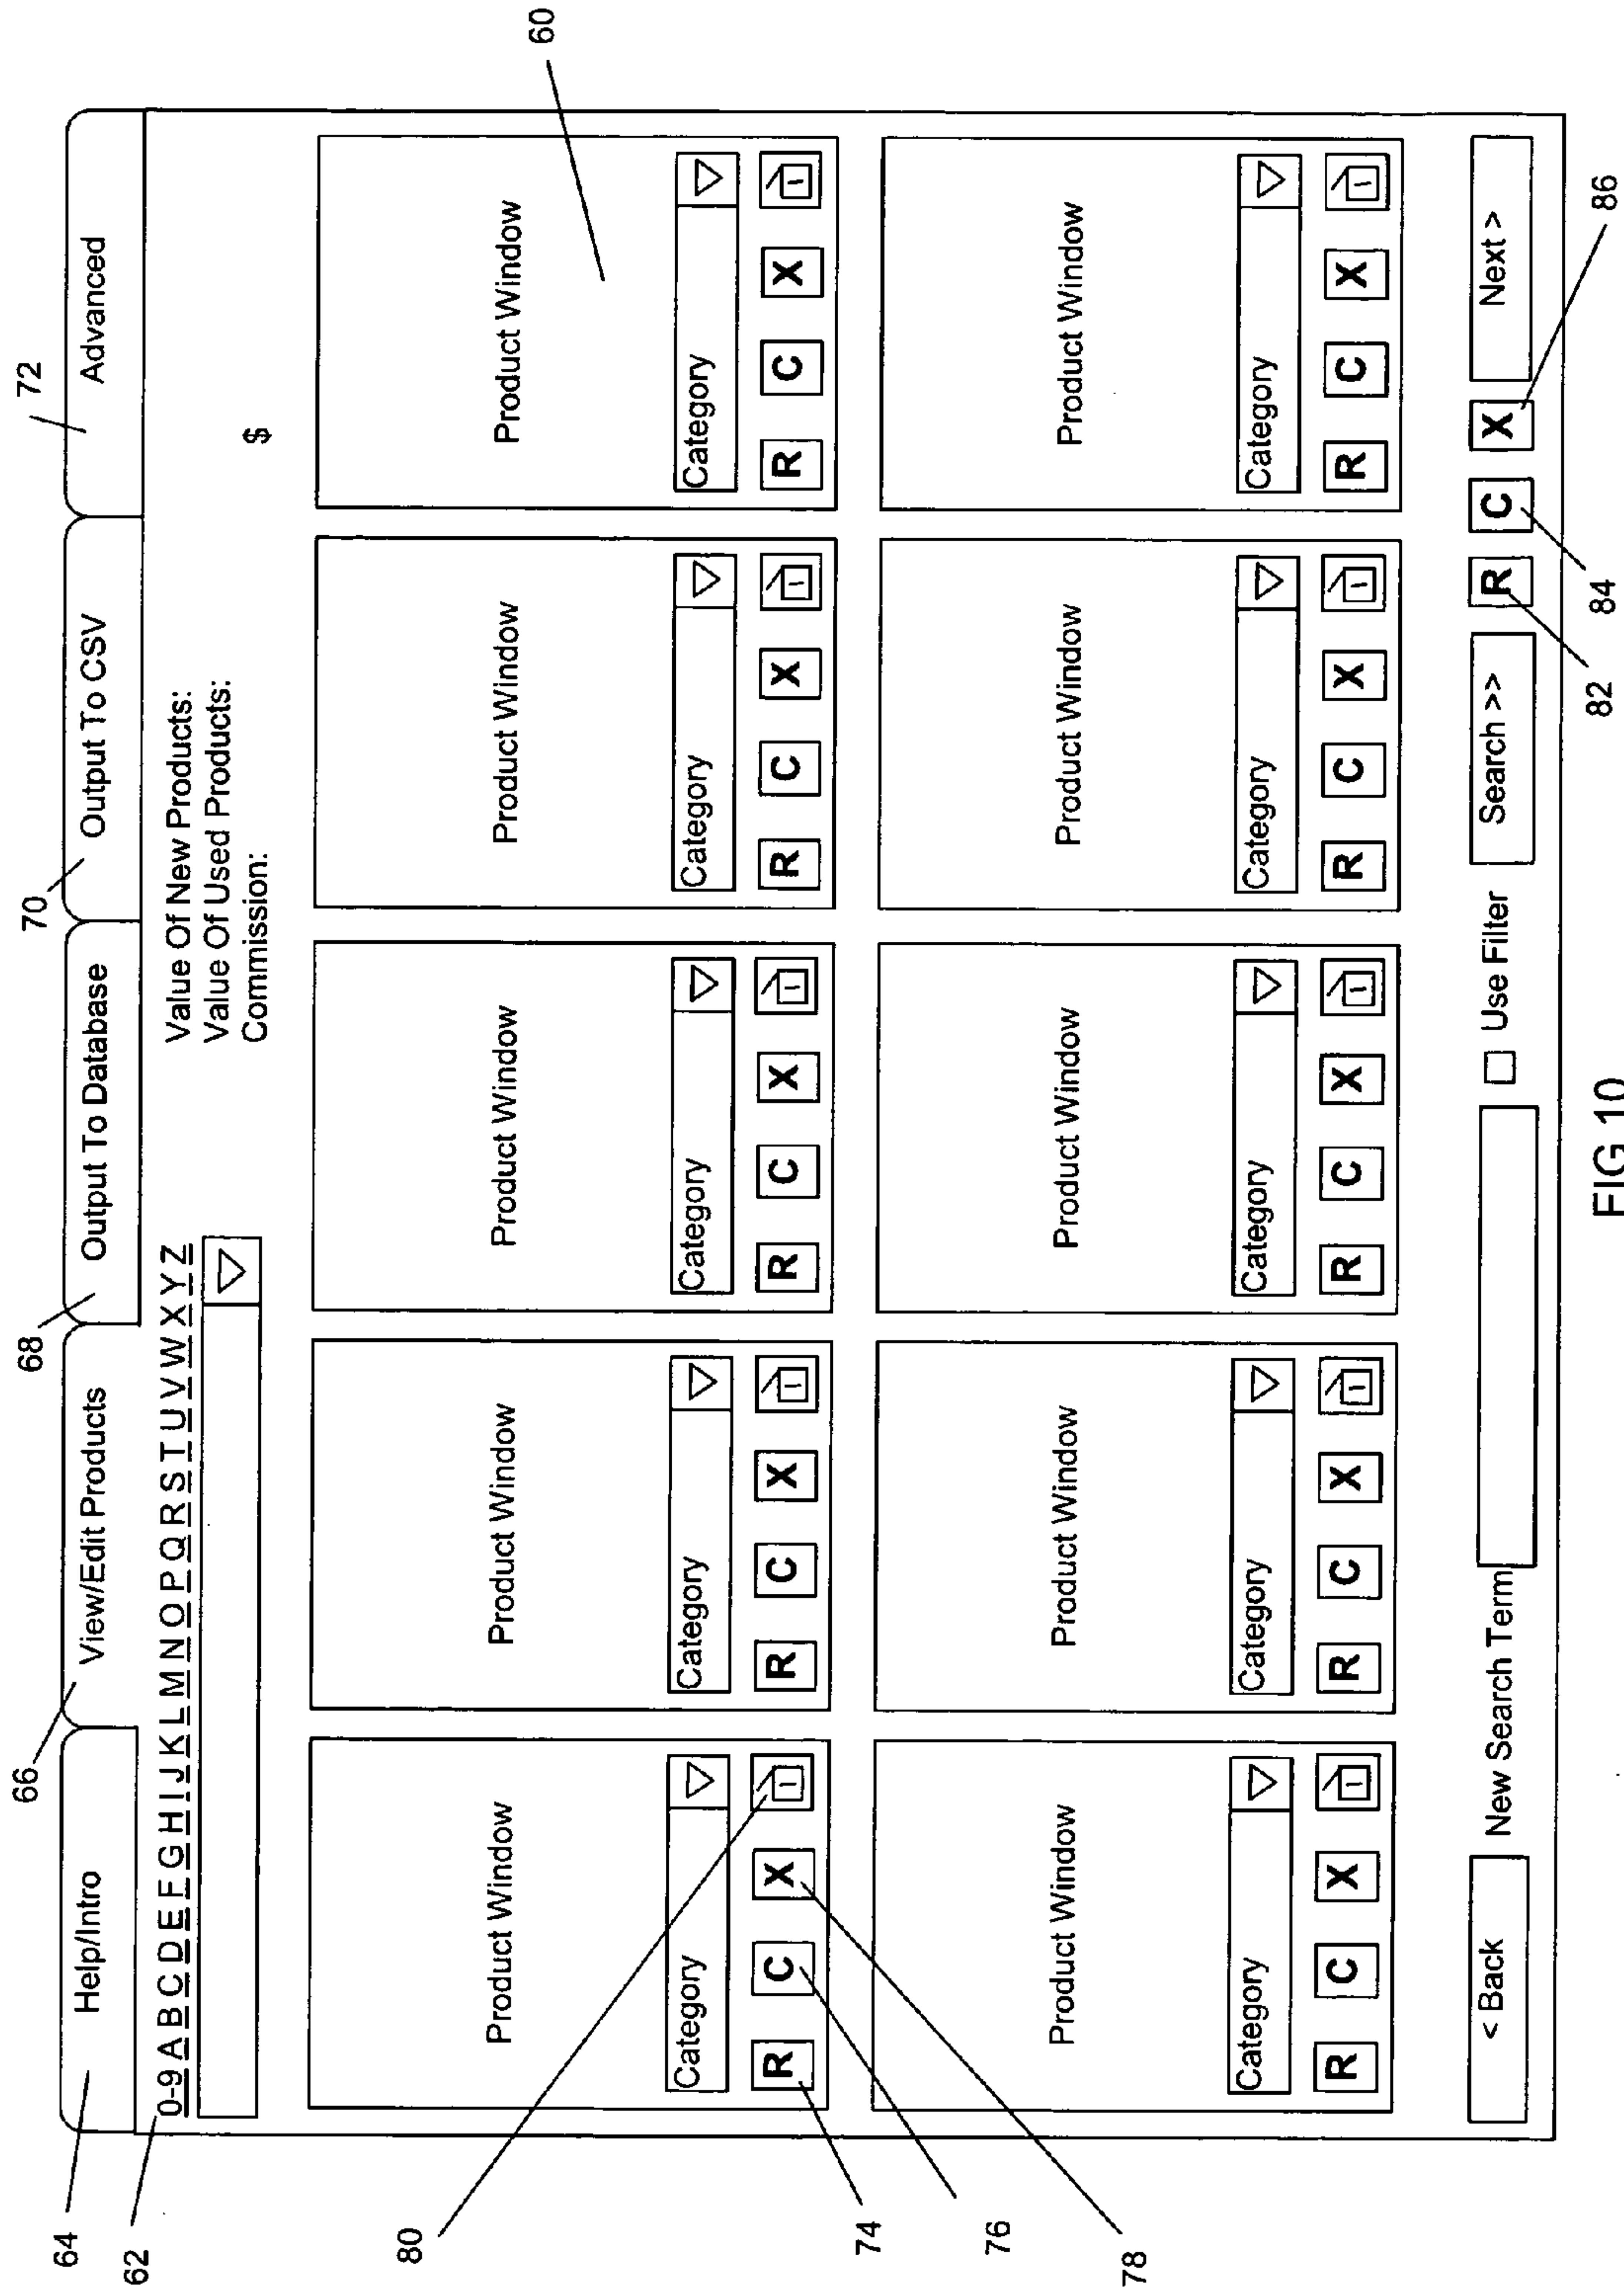 66 68 70 72
64 Help/Intro View/Edit Products Output To Database Output To CSV Advanced
62 0-9 A B C D E F G H I J K L M N O P Q R S T U V W X Y Z
Value Of New Products:
Value Of Used Products:
Commission: $
Product Window Product Window Product Window Product Window Product Window
60
Category Category Category Category Category
R C X R C X R C X R C X R C X
80
74
76
78
Product Window Product Window Product Window Product Window Product Window
Category Category Category Category Category
R C X R C X R C X R C X R C X
< Back New Search Term Use Filter Search >> R C X Next >
82 84 86
FIG 10